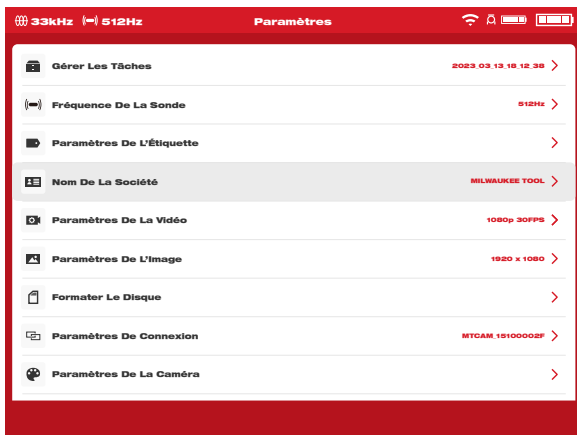 33kHz 512Hz Paramètres
Gérer Les Tâches 2023_03_13_18_12_38
Fréquence De La Sonde 512Hz
Paramètres De L'Étiquette
Nom De La Société MILWAUKEE TOOL
Paramètres De La Vidéo 1080p 30FPS
Paramètres De L'Image 1920 x 1080
Formater Le Disque
Paramètres De Connexion MTCAM_15100002F
Paramètres De La Caméra